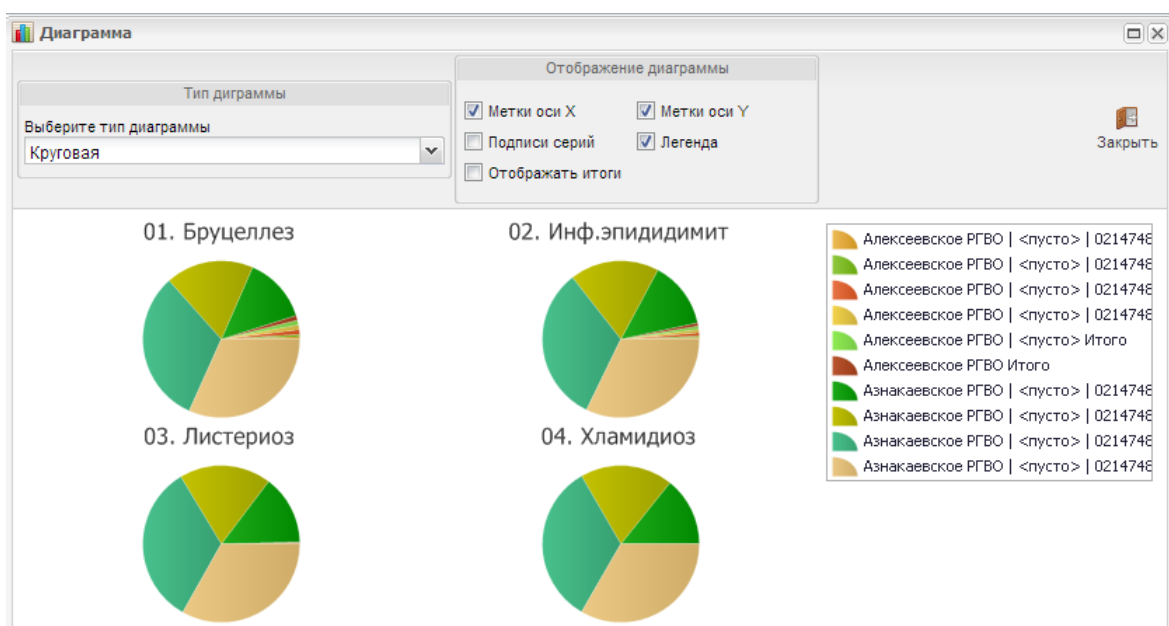 Диаграмма
Тип диграммы
Выберите тип диаграммы
Круговая
Отображение диаграммы
Метки оси X
Метки оси Y
Подписи серий
Легенда
Отображать итоги
Закрыть
01. Бруцеллез
02. Инф.эпидидимит
03. Листериоз
04. Хламидиоз
Алексеевское РГВО | <пусто> | 0214748
Алексеевское РГВО | <пусто> | 0214748
Алексеевское РГВО | <пусто> | 0214748
Алексеевское РГВО | <пусто> | 0214748
Алексеевское РГВО | <пусто> Итого
Алексеевское РГВО Итого
Азнакаевское РГВО | <пусто> | 0214748
Азнакаевское РГВО | <пусто> | 0214748
Азнакаевское РГВО | <пусто> | 0214748
Азнакаевское РГВО | <пусто> | 0214748